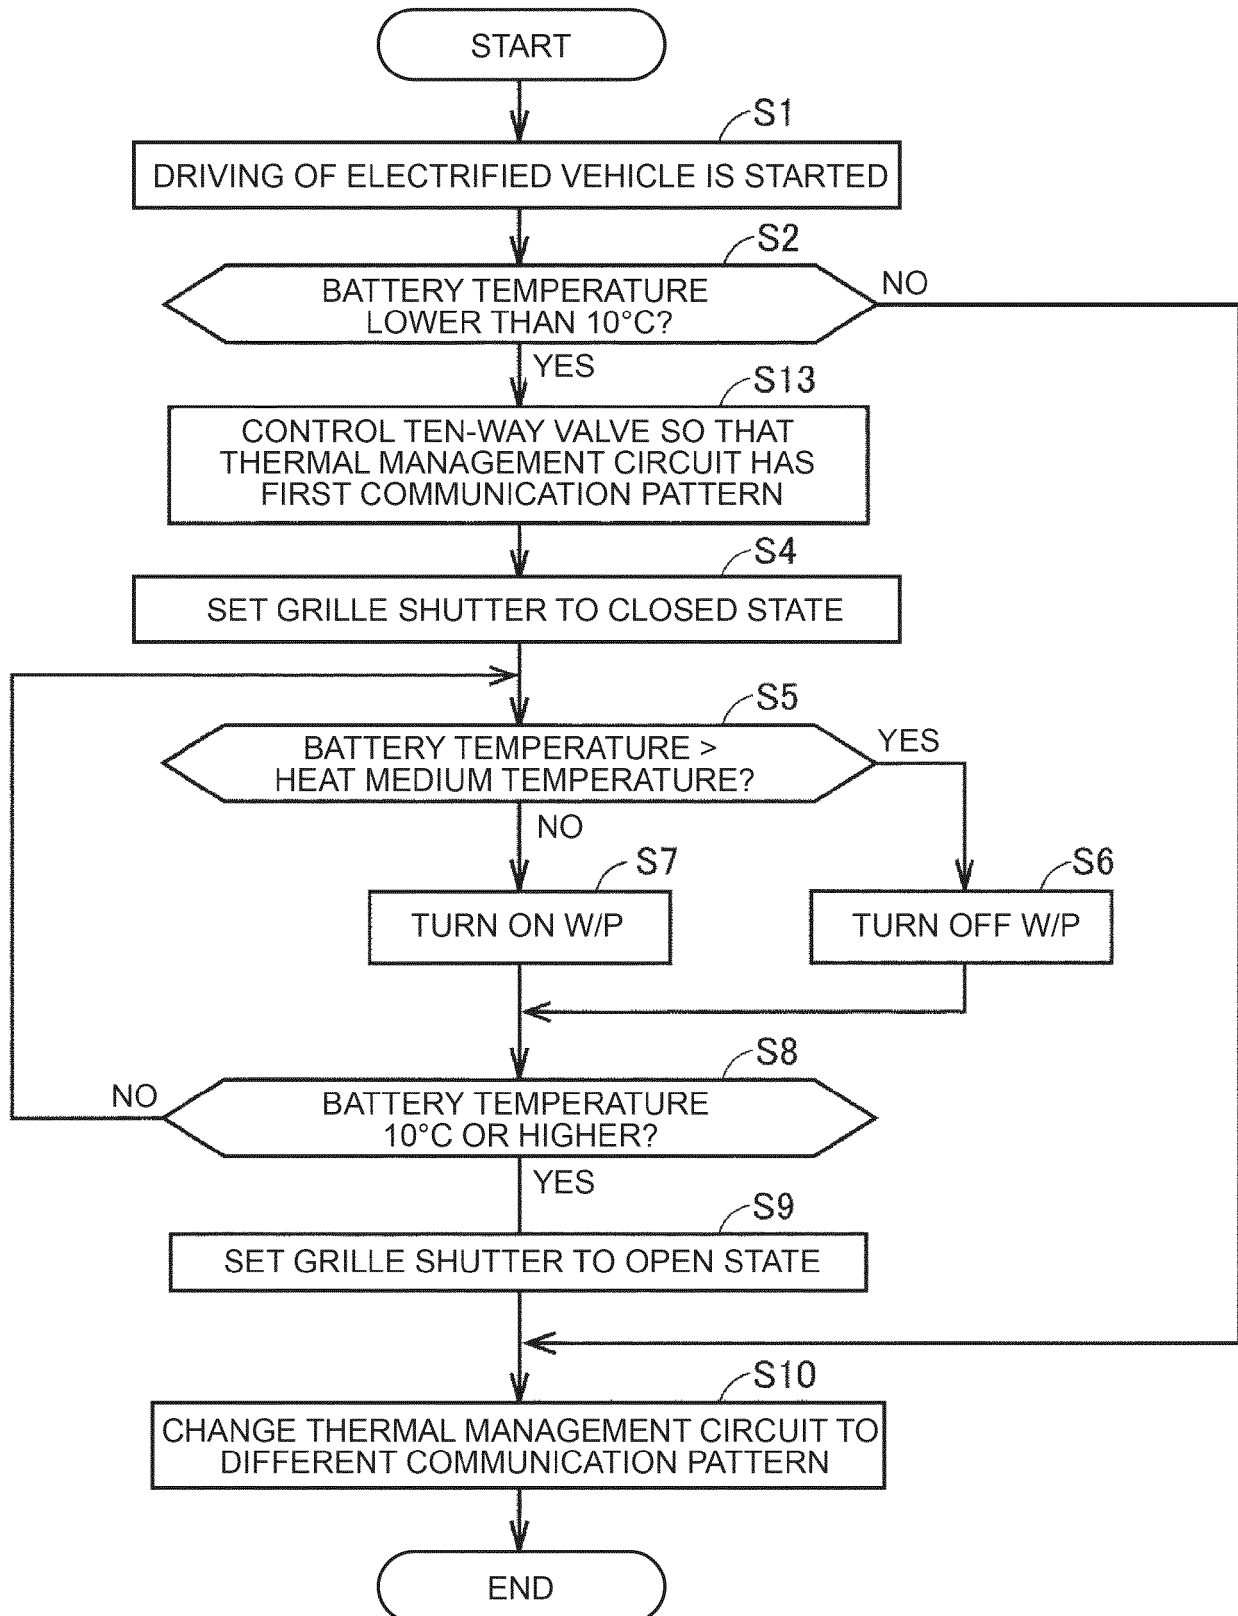 START
S1
DRIVING OF ELECTRIFIED VEHICLE IS STARTED
S2
BATTERY TEMPERATURE
LOWER THAN 10°C?
NO
YES
S13
CONTROL TEN-WAY VALVE SO THAT
THERMAL MANAGEMENT CIRCUIT HAS
FIRST COMMUNICATION PATTERN
S4
SET GRILLE SHUTTER TO CLOSED STATE
S5
BATTERY TEMPERATURE >
HEAT MEDIUM TEMPERATURE?
YES
NO
S7
TURN ON W/P
S6
TURN OFF W/P
S8
BATTERY TEMPERATURE
10°C OR HIGHER?
NO
YES
S9
SET GRILLE SHUTTER TO OPEN STATE
S10
CHANGE THERMAL MANAGEMENT CIRCUIT TO
DIFFERENT COMMUNICATION PATTERN
END